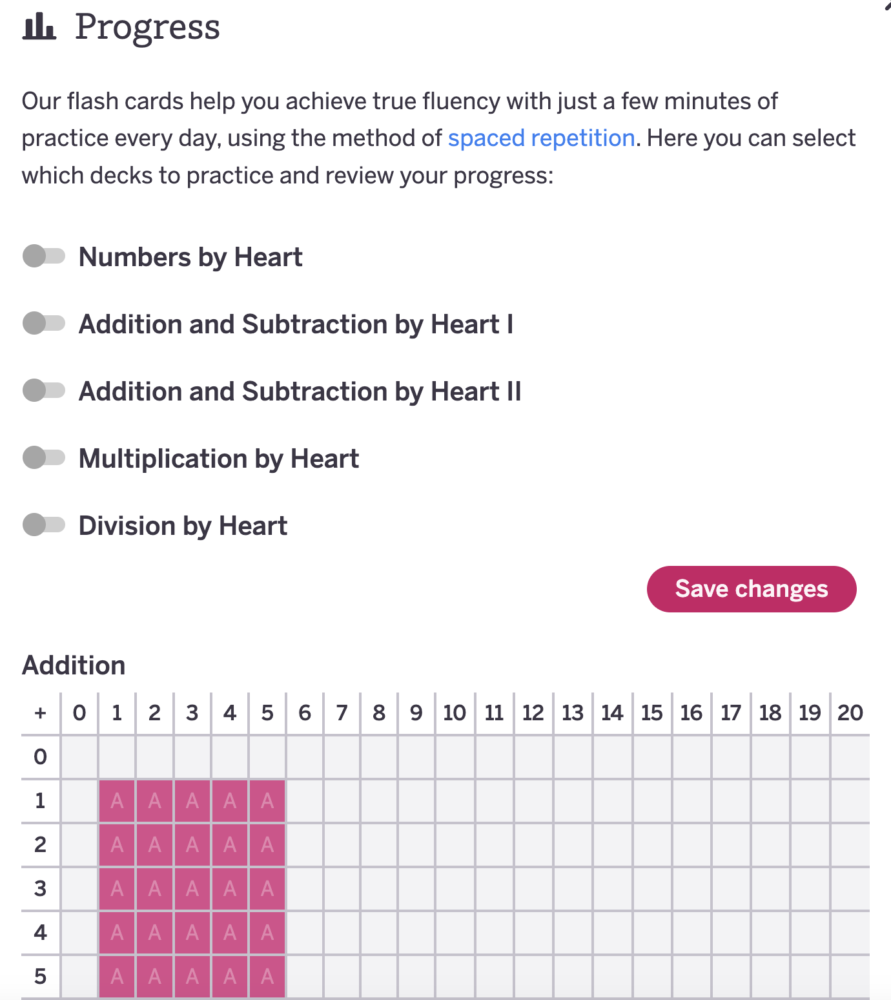 Progress
Our flash cards help you achieve true fluency with just a few minutes of
practice every day, using the method of spaced repetition. Here you can select
which decks to practice and review your progress:
Numbers by Heart
Addition and Subtraction by Heart I
Addition and Subtraction by Heart II
Multiplication by Heart
Division by Heart
Save changes
Addition
+ 0 1 2 3 4 5 6 7 8 9 10 11 12 13 14 15 16 17 18 19 20
0
1 A A A A A
2 A A A A A
3 A A A A A
4 A A A A A
5 A A A A A